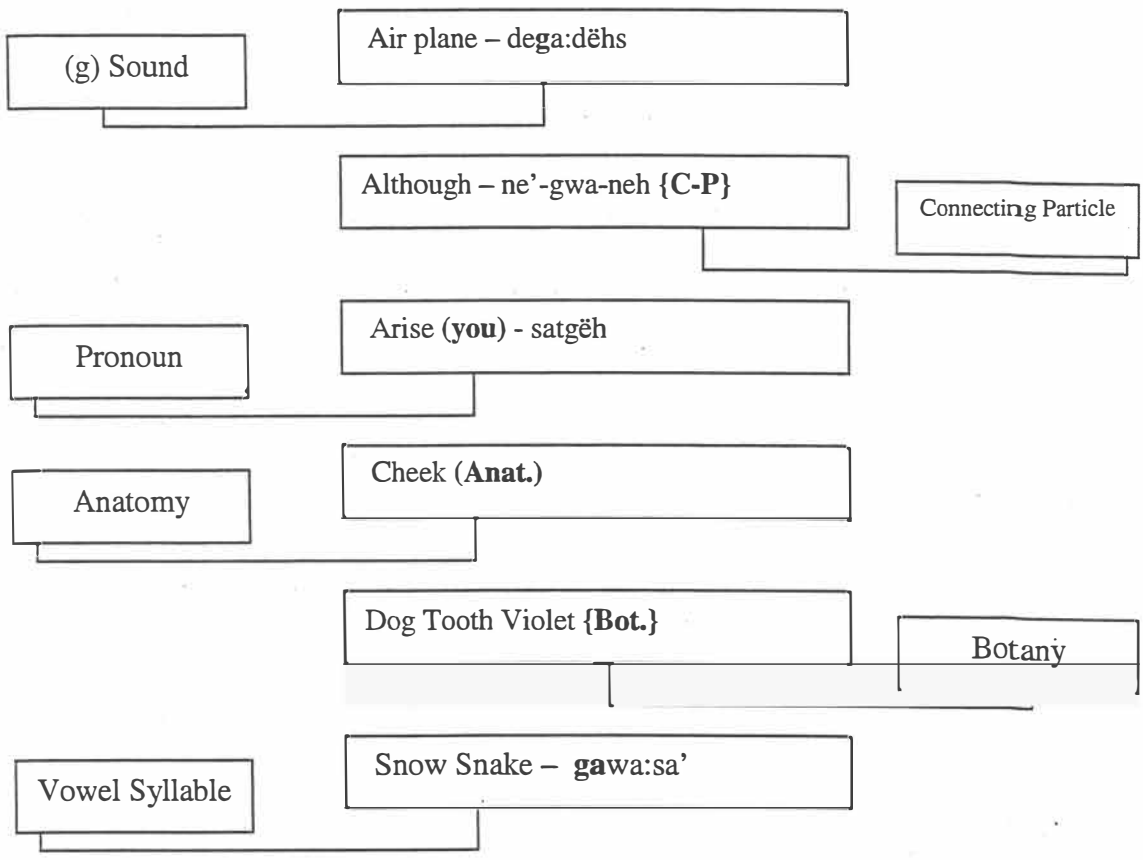 Air plane – dega:dëhs
(g) Sound
Although – ne’-gwa-neh {C-P}
Connecting Particle
Arise (you) - satgëh
Pronoun
Cheek (Anat.)
Anatomy
Dog Tooth Violet {Bot.}
Botany
Snow Snake – gawa:sa’
Vowel Syllable